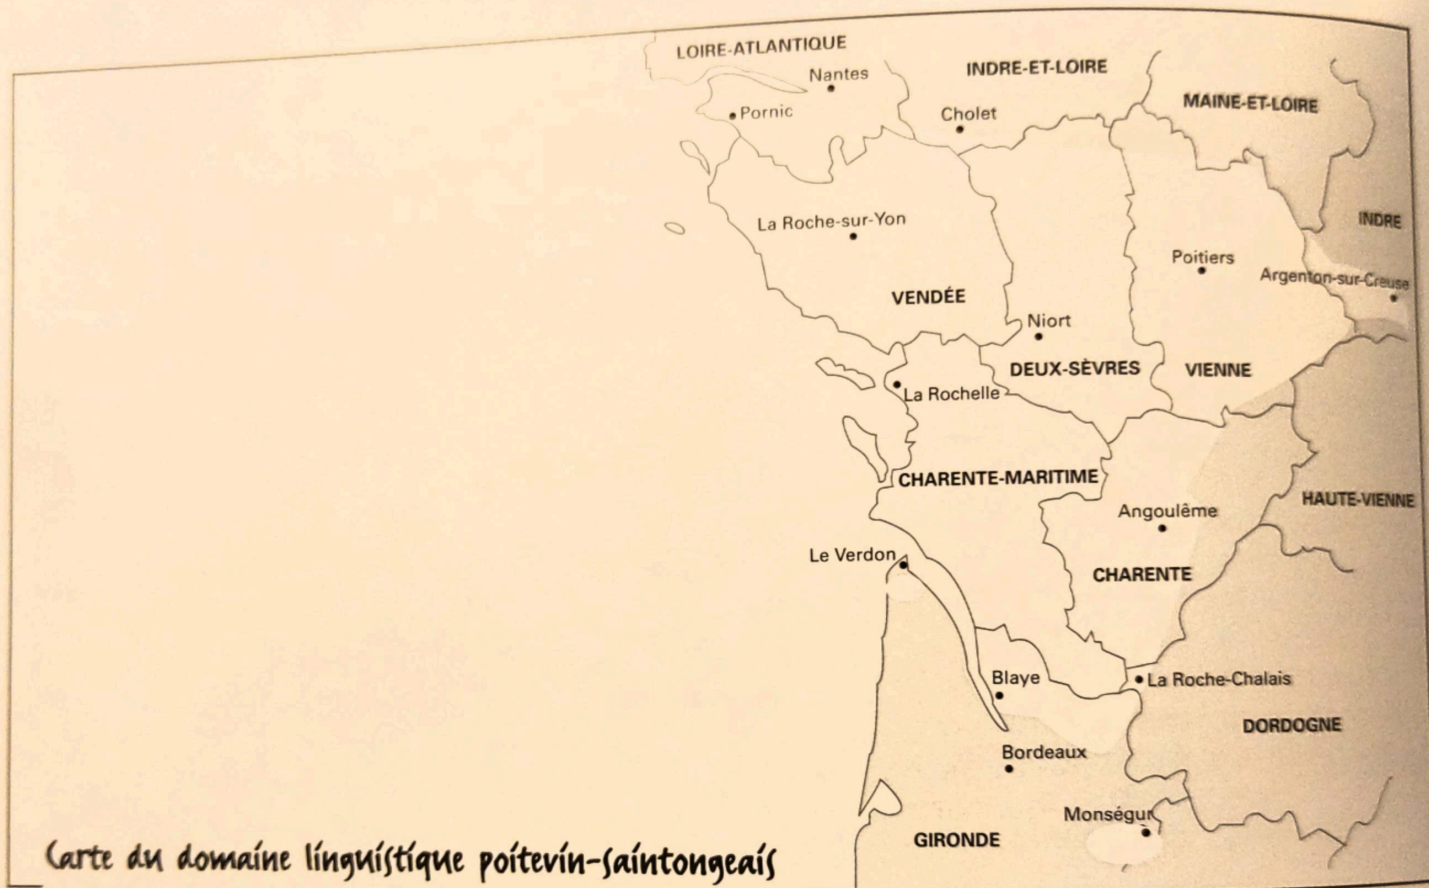 LOIRE-ATLANTIQUE
INDRE-ET-LOIRE
Nantes
MAINE-ET-LOIRE
Pornic
Cholet
La Roche-sur-Yon
INDRE
Poitiers
Argenton-sur-Creuse
VENDÉE
Niort
DEUX-SÈVRES
VIENNE
La Rochelle
CHARENTE-MARITIME
HAUTE-VIENNE
Angoulême
Le Verdon
CHARENTE
Blaye
La Roche-Chalais
DORDOGNE
Bordeaux
Monségur
GIRONDE
Carte du domaine linguistique poitevin-saintongeais